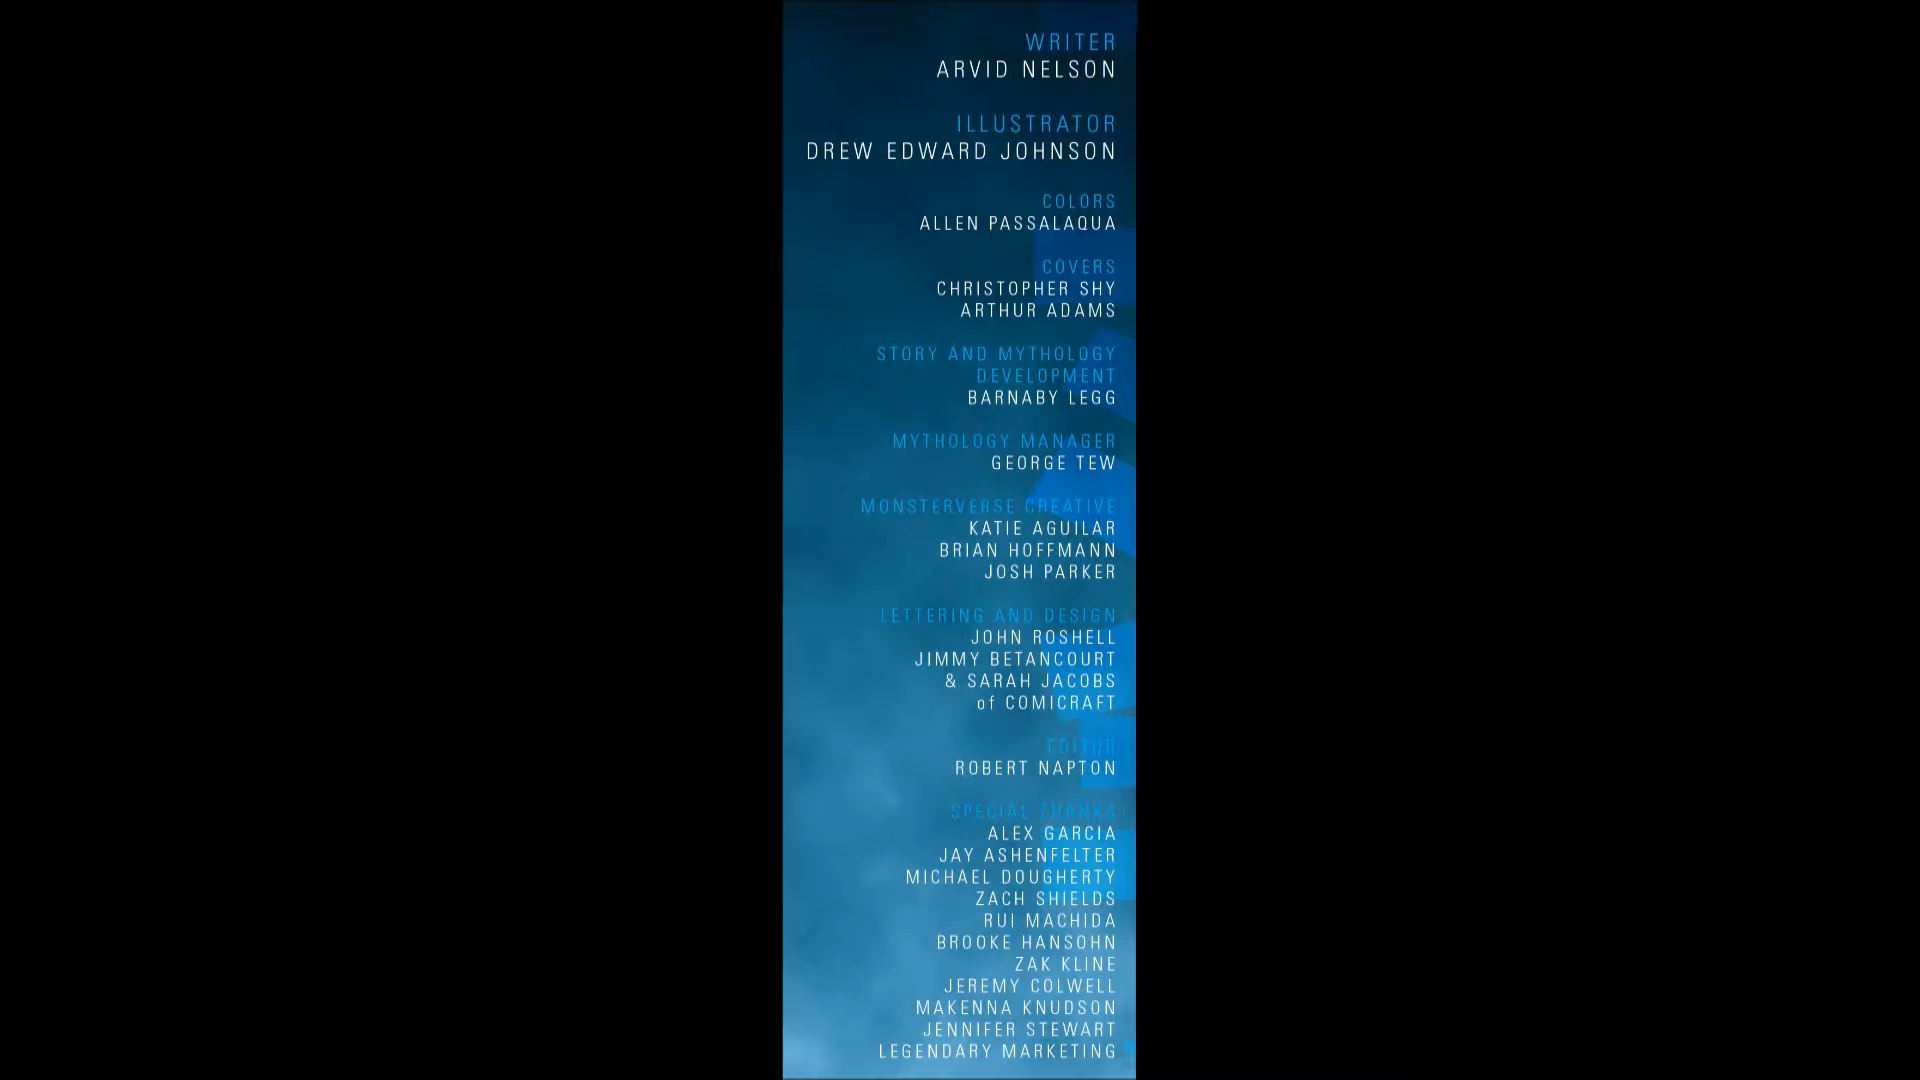 WRITER
ARVID NELSON
ILLUSTRATOR
DREW EDWARD JOHNSON
COLORS
ALLEN PASSALAQUA
COVERS
CHRISTOPHER SHY
ARTHUR ADAMS
STORY AND MYTHOLOGY
DEVELOPMENT
BARNABY LEGG
MYTHOLOGY MANAGER
GEORGE TEW
MONSTERVERSE CREATIVE
KATIE AGUILAR
BRIAN HOFFMANN
JOSH PARKER
LETTERING AND DESIGN
JOHN ROSHELL
JIMMY BETANCOURT
& SARAH JACOBS
of COMICRAFT
EDITOR
ROBERT NAPTON
SPECIAL THANKS
ALEX GARCIA
JAY ASHENFELTER
MICHAEL DOUGHERTY
ZACH SHIELDS
RUI MACHIDA
BROOKE HANSOHN
ZAK KLINE
JEREMY COLWELL
MAKENNA KNUDSON
JENNIFER STEWART
LEGENDARY MARKETING